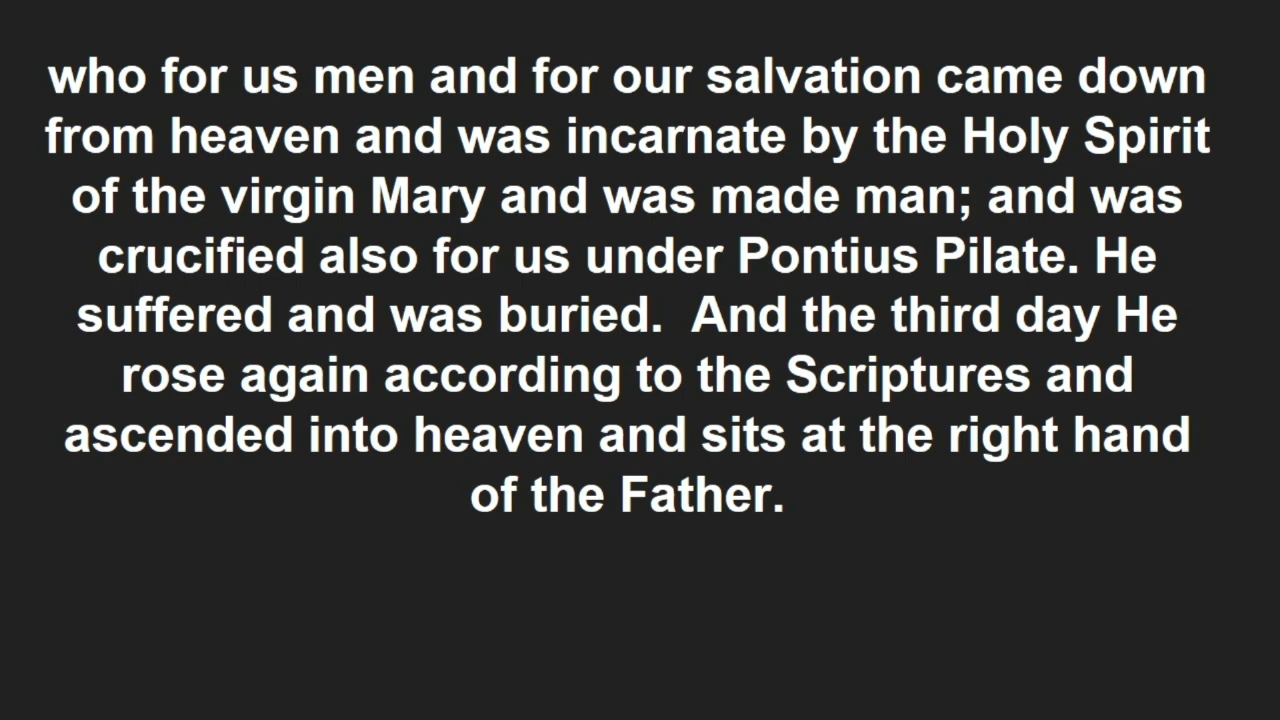 who for us men and for our salvation came down
from heaven and was incarnate by the Holy Spirit
of the virgin Mary and was made man; and was
crucified also for us under Pontius Pilate. He
suffered and was buried.  And the third day He
rose again according to the Scriptures and
ascended into heaven and sits at the right hand
of the Father.